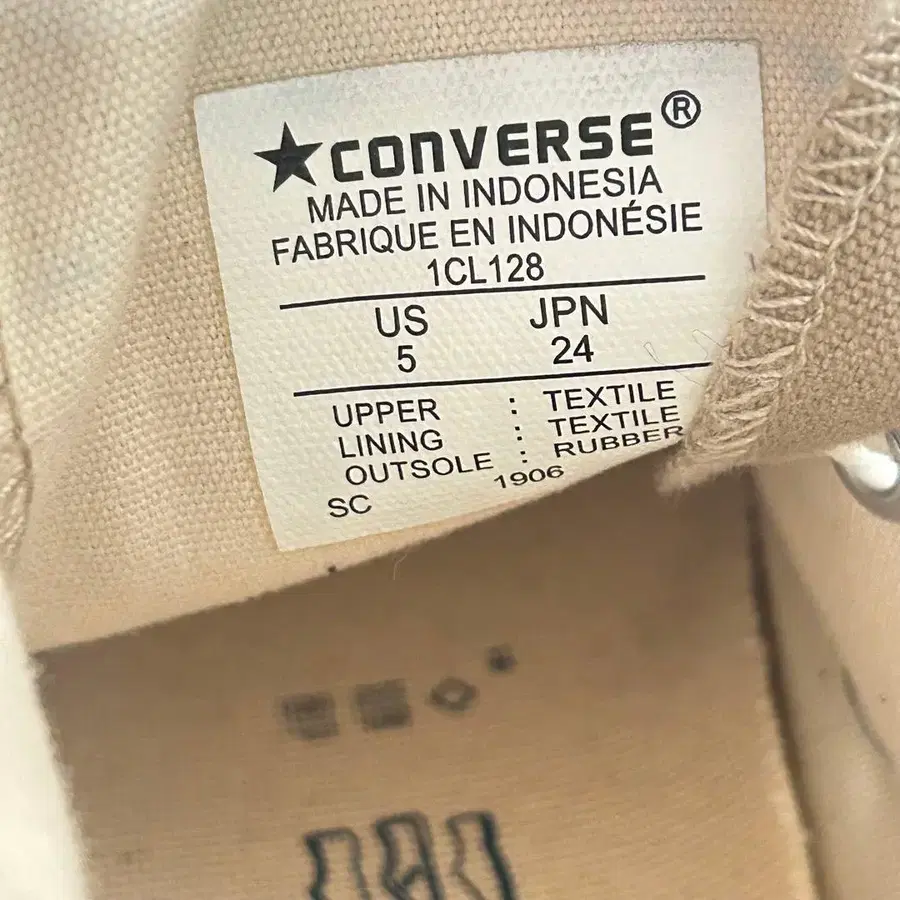 ★CONVERSE®
MADE IN INDONESIA
FABRIQUE EN INDONÉSIE
1CL128
US JPN
5 24
UPPER : TEXTILE
LINING : TEXTILE
OUTSOLE : RUBBER
SC 1906